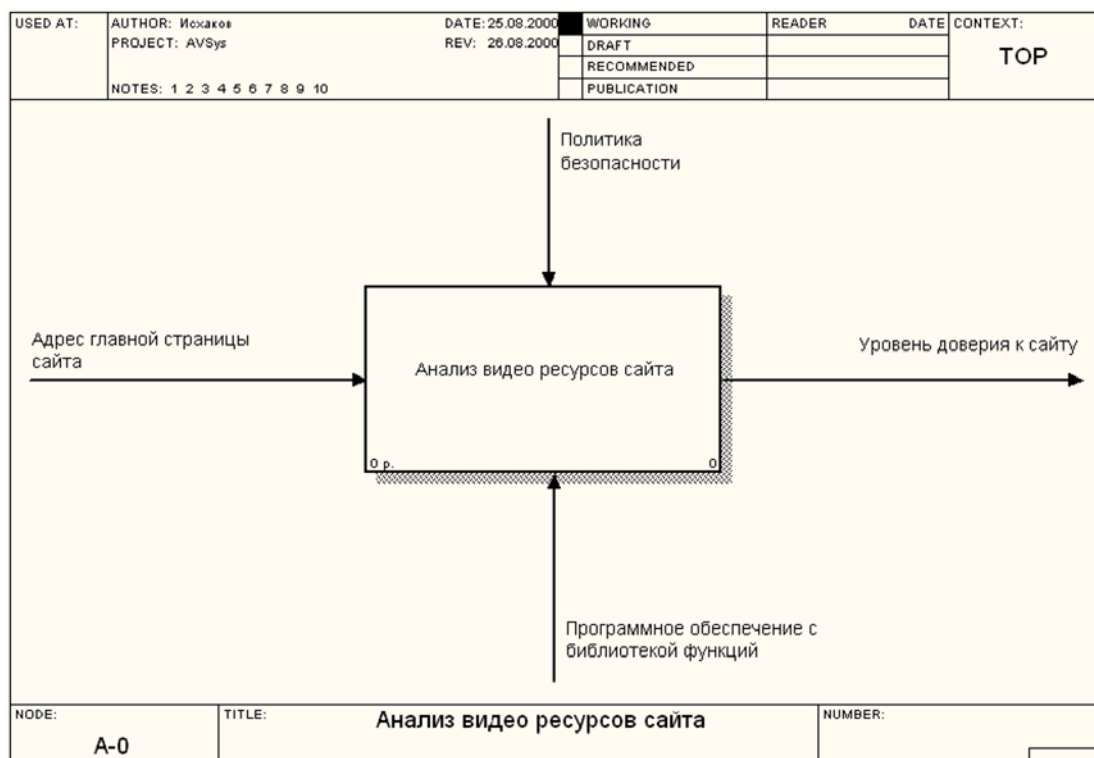 USED AT:
AUTHOR: Исхаков
DATE: 25.08.2000
WORKING
READER
DATE
CONTEXT:
PROJECT: AVSys
REV: 26.08.2000
DRAFT
TOP
RECOMMENDED
NOTES: 1 2 3 4 5 6 7 8 9 10
PUBLICATION
Политика
безопасности
Адрес главной страницы
сайта
Анализ видео ресурсов сайта
Уровень доверия к сайту
0 р.
0
Программное обеспечение с
библиотекой функций
NODE:
TITLE:
Анализ видео ресурсов сайта
NUMBER:
A-0